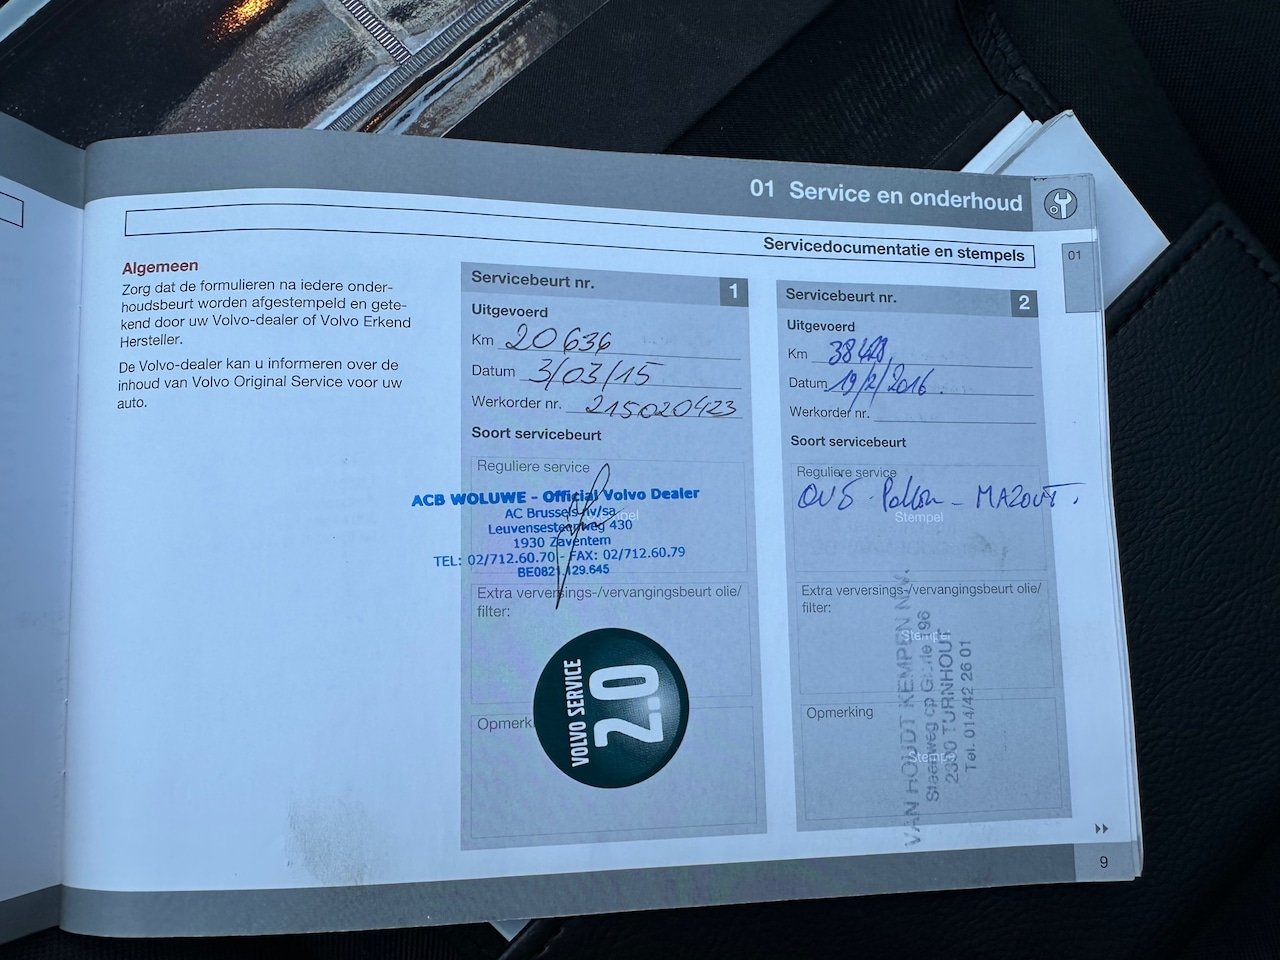 01 Service en onderhoud
Servicedocumentatie en stempels
01
Algemeen
Zorg dat de formulieren na iedere onder-
houdsbeurt worden afgestempeld en gete-
kend door uw Volvo-dealer of Volvo Erkend
Hersteller.
De Volvo-dealer kan u informeren over de
inhoud van Volvo Original Service voor uw
auto.
Servicebeurt nr. 1
Uitgevoerd
Km 20636
Datum 3/03/15
Werkorder nr. 215020423
Soort servicebeurt
Reguliere service
ACB WOLUWE - Official Volvo Dealer
AC Brussels nv/sa
Leuvensesteenweg 430
1930 Zaventem
TEL: 02/712.60.70 - FAX: 02/712.60.79
BE0821.129.645
Extra verversings-/vervangingsbeurt olie/
filter:
Opmerk
VOLVO SERVICE
2.0
Servicebeurt nr. 2
Uitgevoerd
Km
Datum 19/2/2016.
Werkorder nr.
Soort servicebeurt
Reguliere service
MAZOUT.
Stempel
Extra verversings-/vervangingsbeurt olie/
filter:
Stempel
Opmerking
Stempel
VAN HOUDT KEMPEN N.V.
Steenweg op 96
2300 TURNHOUT
Tel. 014/42 26 01
9